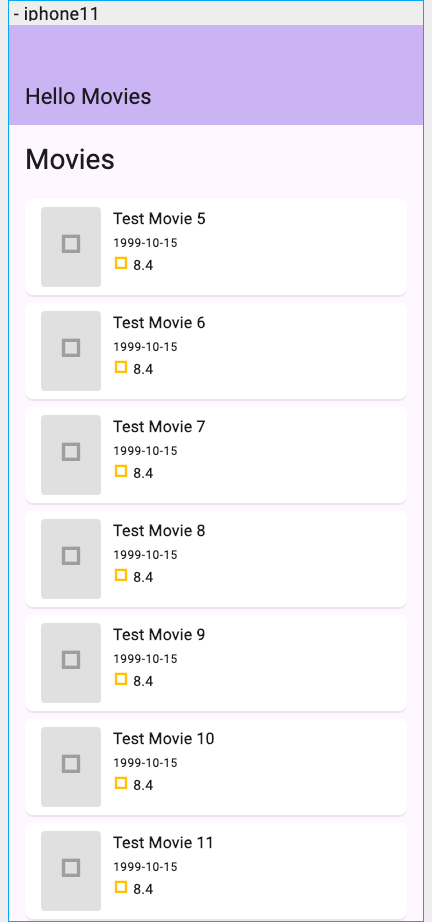 - iphone11
Hello Movies
Movies
Test Movie 5
1999-10-15
8.4
Test Movie 6
1999-10-15
8.4
Test Movie 7
1999-10-15
8.4
Test Movie 8
1999-10-15
8.4
Test Movie 9
1999-10-15
8.4
Test Movie 10
1999-10-15
8.4
Test Movie 11
1999-10-15
8.4